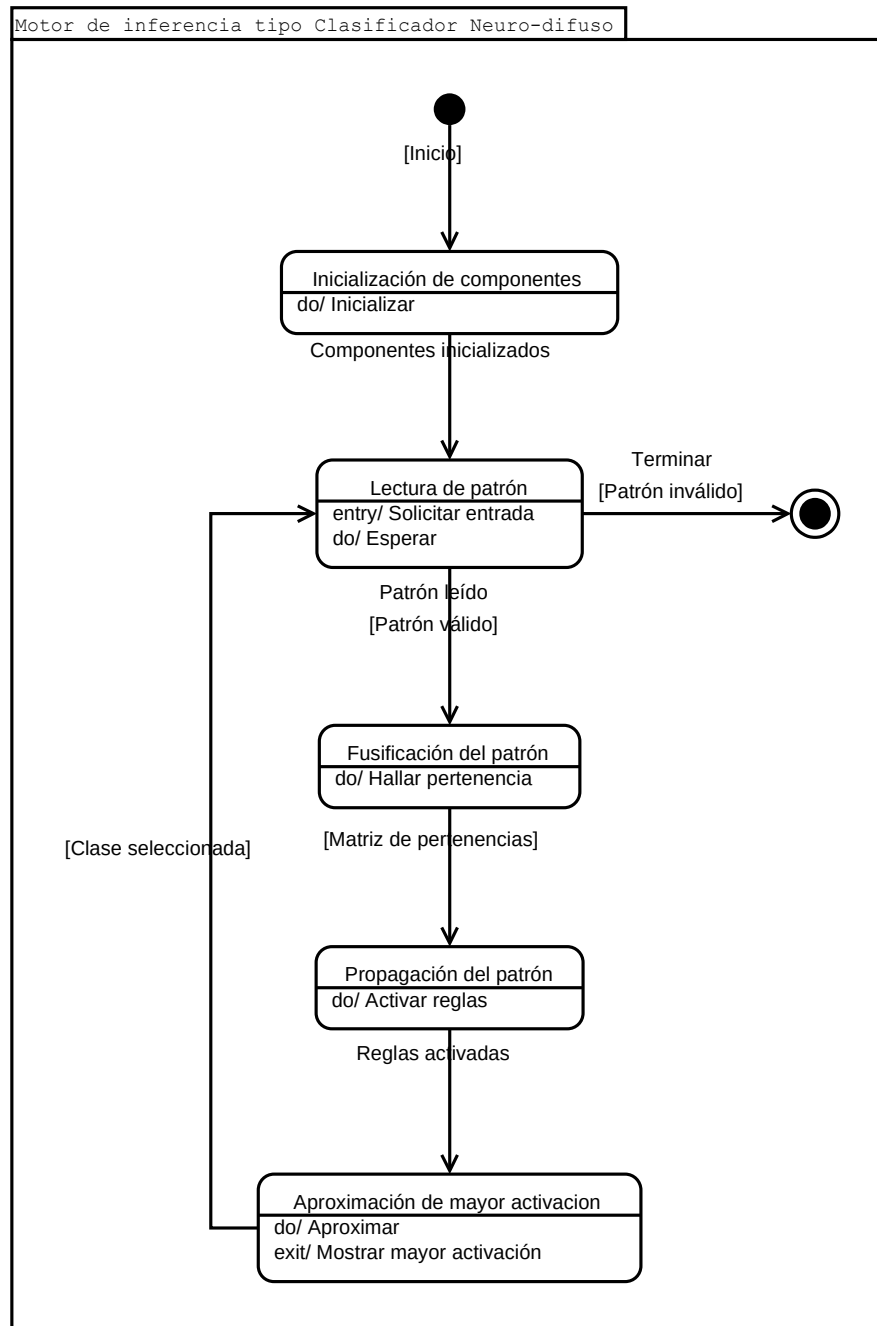 Motor de inferencia tipo Clasificador Neuro-difuso
[Inicio]
Inicialización de componentes
do/ Inicializar
Componentes inicializados
Terminar
[Patrón inválido]
Lectura de patrón
entry/ Solicitar entrada
do/ Esperar
Patrón leído
[Patrón válido]
Fusificación del patrón
do/ Hallar pertenencia
[Clase seleccionada]
[Matriz de pertenencias]
Propagación del patrón
do/ Activar reglas
Reglas activadas
Aproximación de mayor activacion
do/ Aproximar
exit/ Mostrar mayor activación